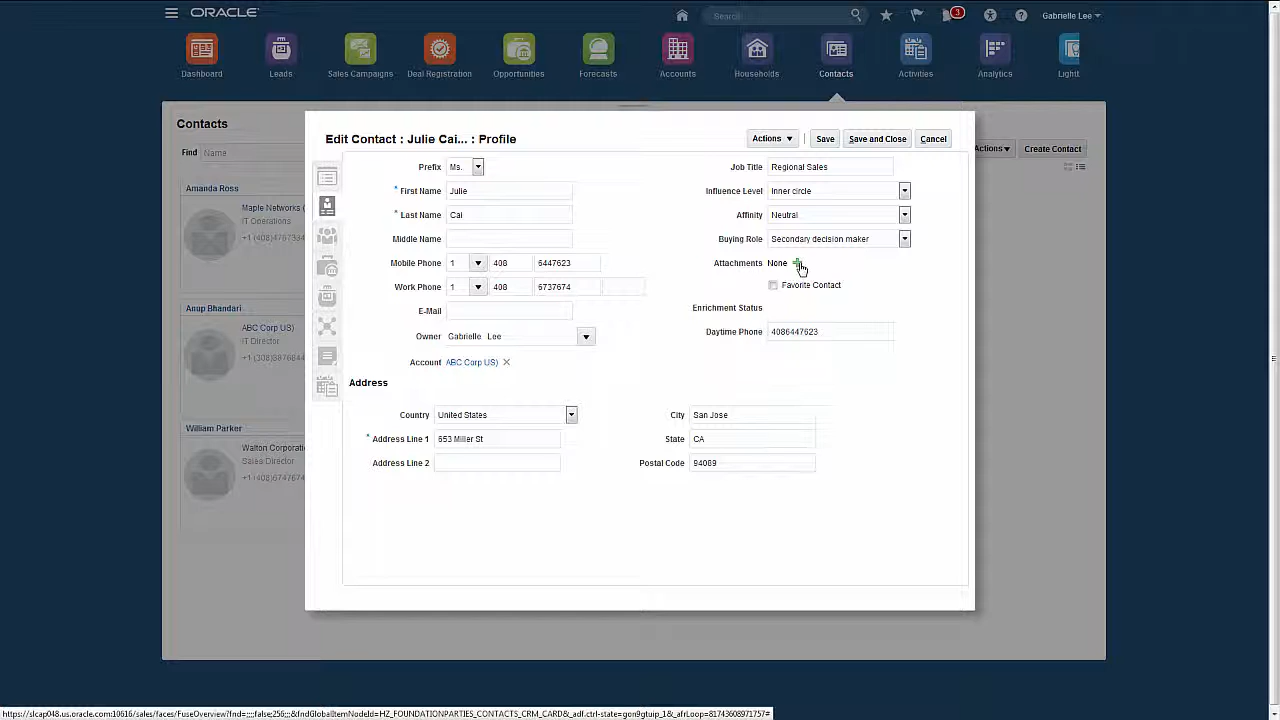 ORACLE
Search
3
Gabrielle Lee
Dashboard
Leads
Sales Campaigns
Deal Registration
Opportunities
Forecasts
Accounts
Households
Contacts
Activities
Analytics
Lightt
Contacts
Find Name
Actions
Create Contact
Amanda Ross
Maple Networks (
IT Operations
Anup Bhandari
ABC Corp US)
IT Director
William Parker
Walton Corporatio
Sales Director
Edit Contact : Julie Cai... : Profile
Actions
Save
Save and Close
Cancel
Prefix Ms.
* First Name Julie
* Last Name Cai
Middle Name
Mobile Phone 1 408 6447623
Work Phone 1 408 6737674
E-Mail
Owner Gabrielle Lee
Account ABC Corp US)
Job Title Regional Sales
Influence Level Inner circle
Affinity Neutral
Buying Role Secondary decision maker
Attachments None
Favorite Contact
Enrichment Status
Daytime Phone 4086447623
Address
Country United States
* Address Line 1 653 Miller St
Address Line 2
City San Jose
State CA
Postal Code 94089